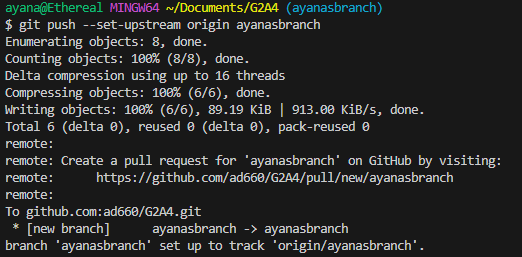 ayana@Ethereal MINGW64 ~/Documents/G2A4 (ayanasbranch)
$ git push --set-upstream origin ayanasbranch
Enumerating objects: 8, done.
Counting objects: 100% (8/8), done.
Delta compression using up to 16 threads
Compressing objects: 100% (6/6), done.
Writing objects: 100% (6/6), 89.19 KiB | 913.00 KiB/s, done.
Total 6 (delta 0), reused 0 (delta 0), pack-reused 0
remote:
remote: Create a pull request for 'ayanasbranch' on GitHub by visiting:
remote:      https://github.com/ad660/G2A4/pull/new/ayanasbranch
remote:
To github.com:ad660/G2A4.git
 * [new branch]      ayanasbranch -> ayanasbranch
branch 'ayanasbranch' set up to track 'origin/ayanasbranch'.